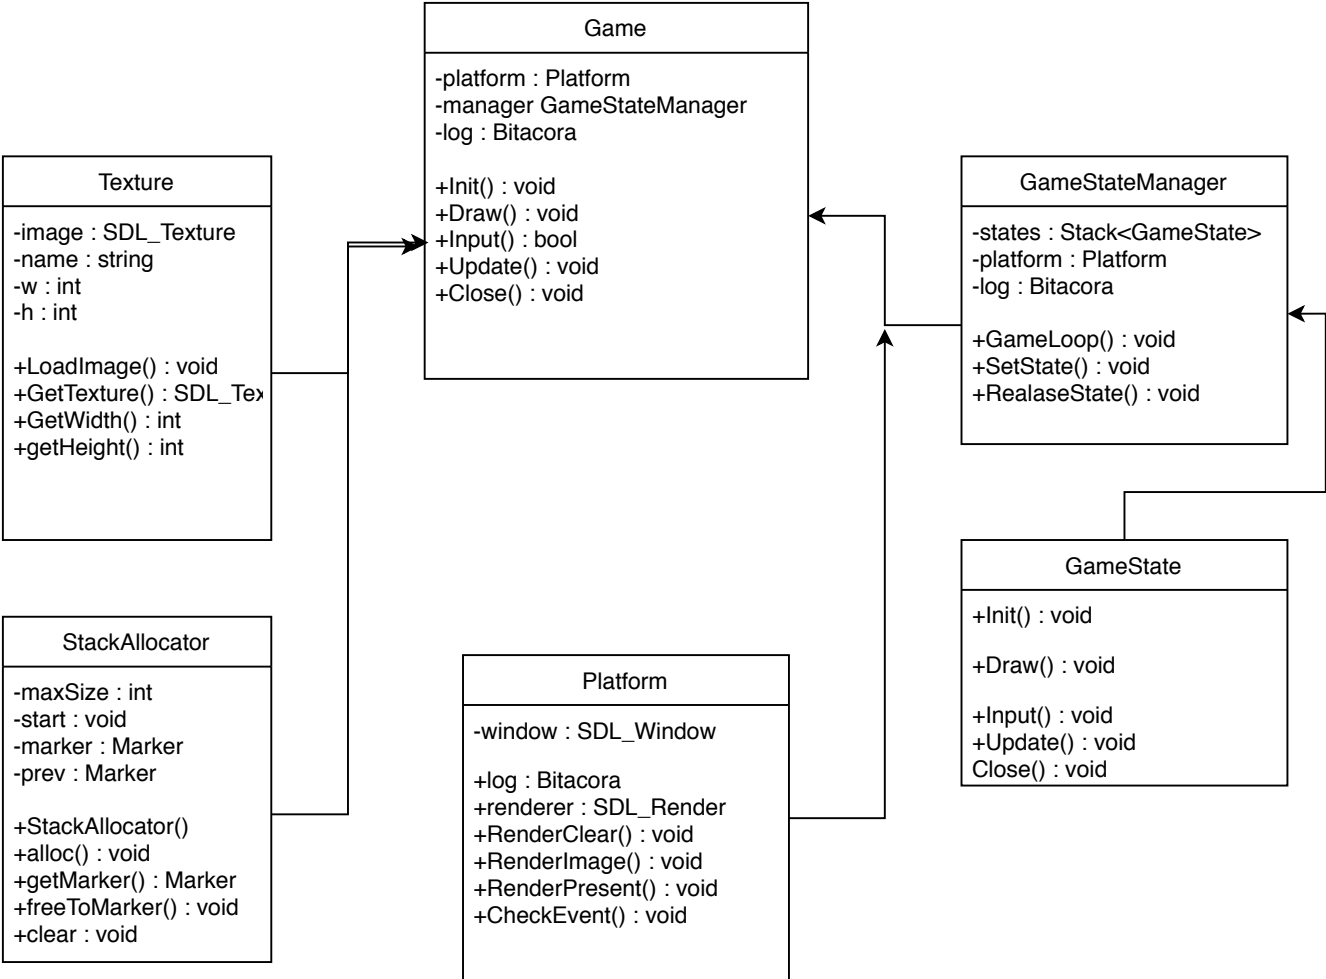 Game
-platform : Platform
-manager GameStateManager
-log : Bitacora
+Init() : void
+Draw() : void
+Input() : bool
+Update() : void
+Close() : void
Texture
-image : SDL_Texture
-name : string
-w : int
-h : int
+LoadImage() : void
+GetTexture() : SDL_Tex
+GetWidth() : int
+getHeight() : int
GameStateManager
-states : Stack<GameState>
-platform : Platform
-log : Bitacora
+GameLoop() : void
+SetState() : void
+RealaseState() : void
GameState
+Init() : void
+Draw() : void
+Input() : void
+Update() : void
Close() : void
StackAllocator
-maxSize : int
-start : void
-marker : Marker
-prev : Marker
+StackAllocator()
+alloc() : void
+getMarker() : Marker
+freeToMarker() : void
+clear : void
Platform
-window : SDL_Window
+log : Bitacora
+renderer : SDL_Render
+RenderClear() : void
+RenderImage() : void
+RenderPresent() : void
+CheckEvent() : void